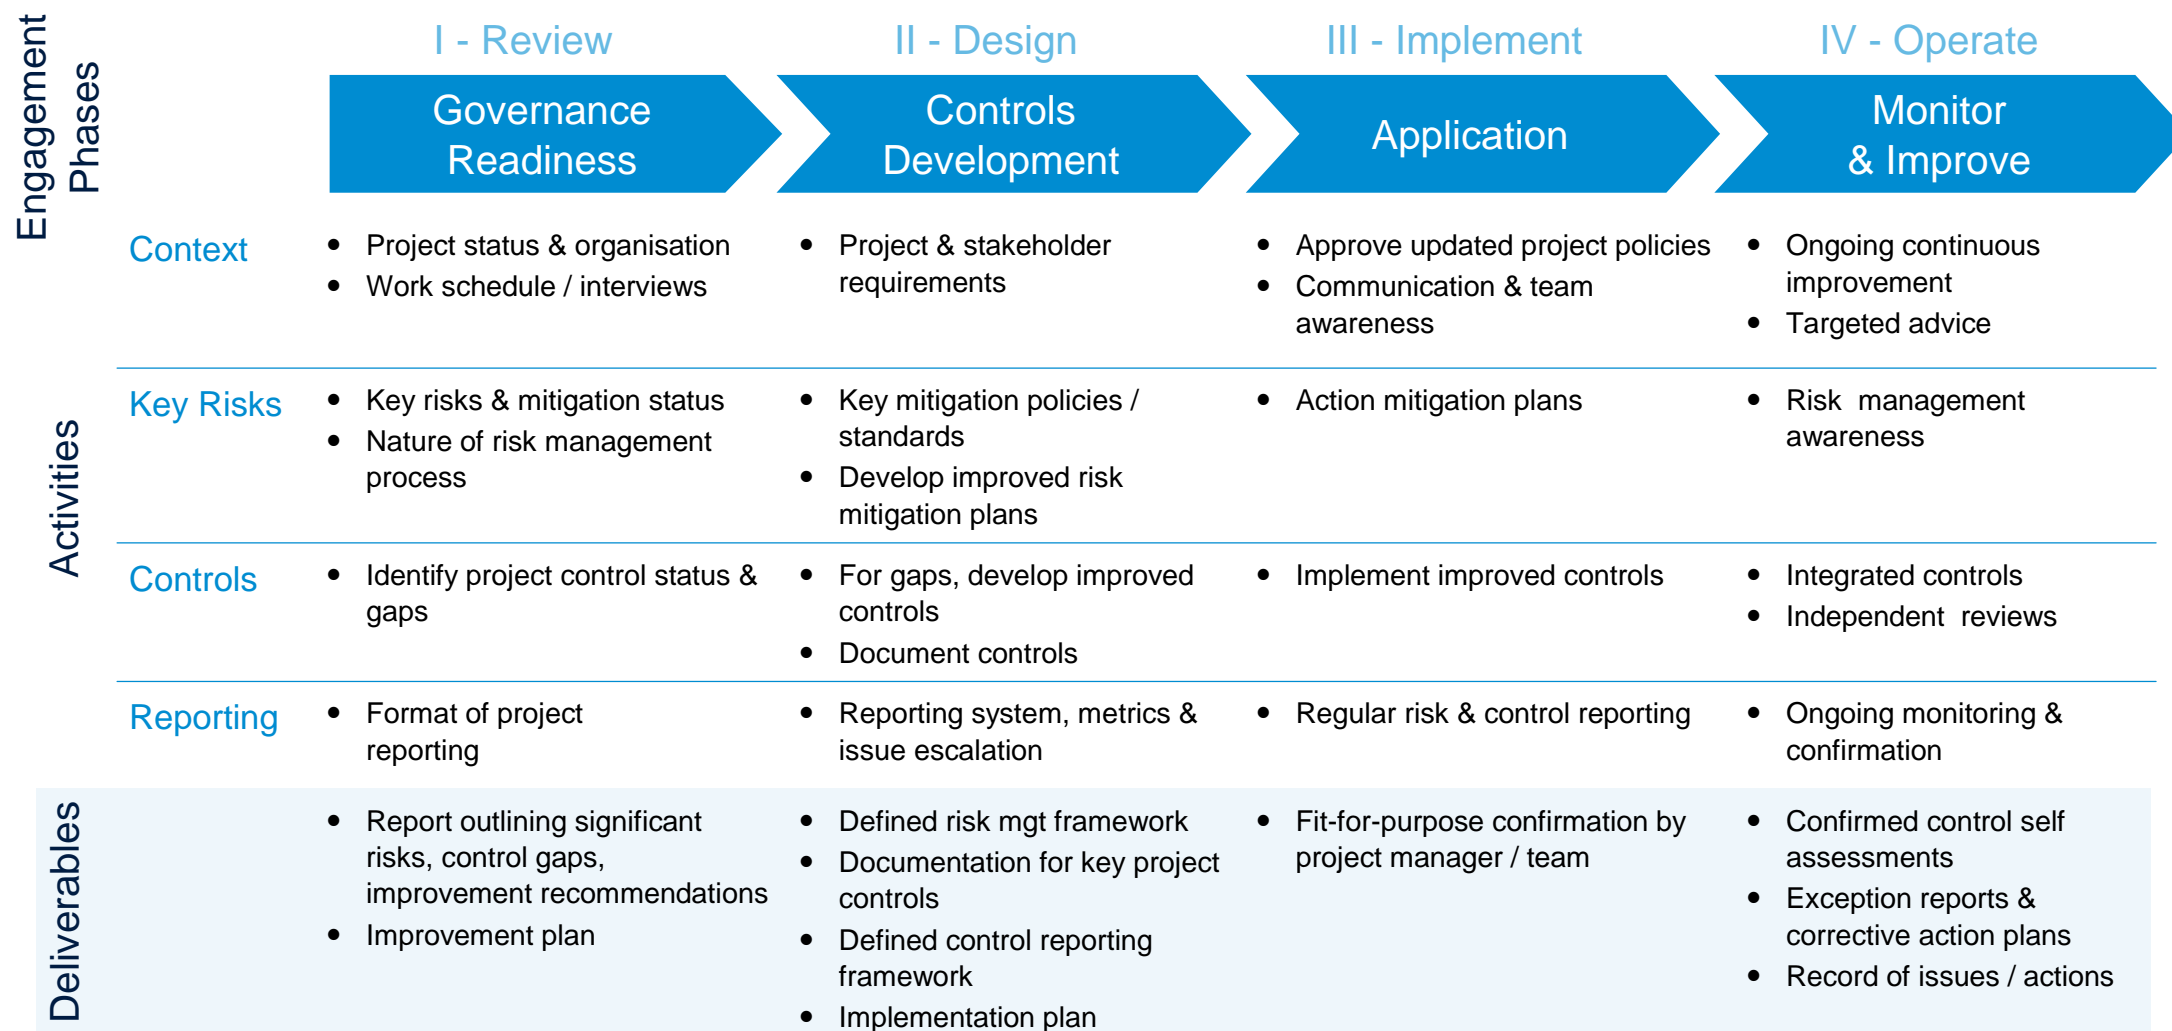 Engagement
Phases
I - Review
II - Design
III - Implement
IV - Operate
Governance
Readiness
Controls
Development
Application
Monitor
& Improve
Activities
Context
• Project status & organisation
• Work schedule / interviews
• Project & stakeholder
requirements
• Approve updated project policies
• Communication & team
awareness
• Ongoing continuous
improvement
• Targeted advice
Key Risks
• Key risks & mitigation status
• Nature of risk management
process
• Key mitigation policies /
standards
• Develop improved risk
mitigation plans
• Action mitigation plans
• Risk  management
awareness
Controls
• Identify project control status &
gaps
• For gaps, develop improved
controls
• Document controls
• Implement improved controls
• Integrated controls
• Independent  reviews
Reporting
• Format of project
reporting
• Reporting system, metrics &
issue escalation
• Regular risk & control reporting
• Ongoing monitoring &
confirmation
Deliverables
• Report outlining significant
risks, control gaps,
improvement recommendations
• Improvement plan
• Defined risk mgt framework
• Documentation for key project
controls
• Defined control reporting
framework
• Implementation plan
• Fit-for-purpose confirmation by
project manager / team
• Confirmed control self
assessments
• Exception reports &
corrective action plans
• Record of issues / actions